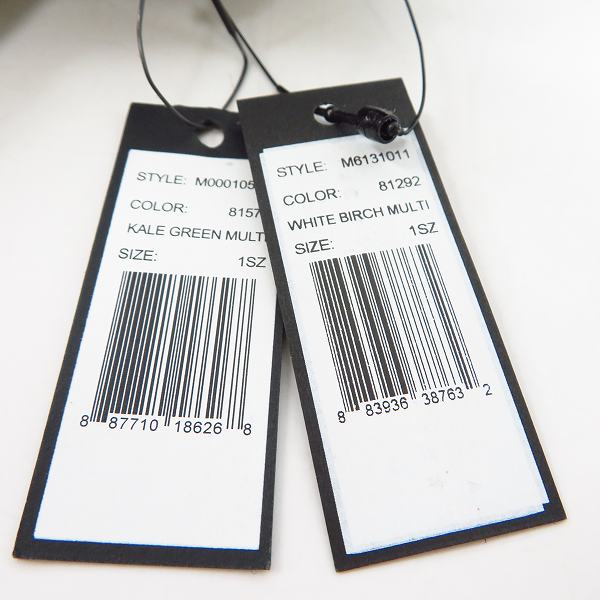 STYLE: M000105
COLOR: 8157
KALE GREEN MULTI
SIZE: 1SZ
8 87710 18626 8
STYLE: M6131011
COLOR: 81292
WHITE BIRCH MULTI
SIZE: 1SZ
8 83936 38763 2